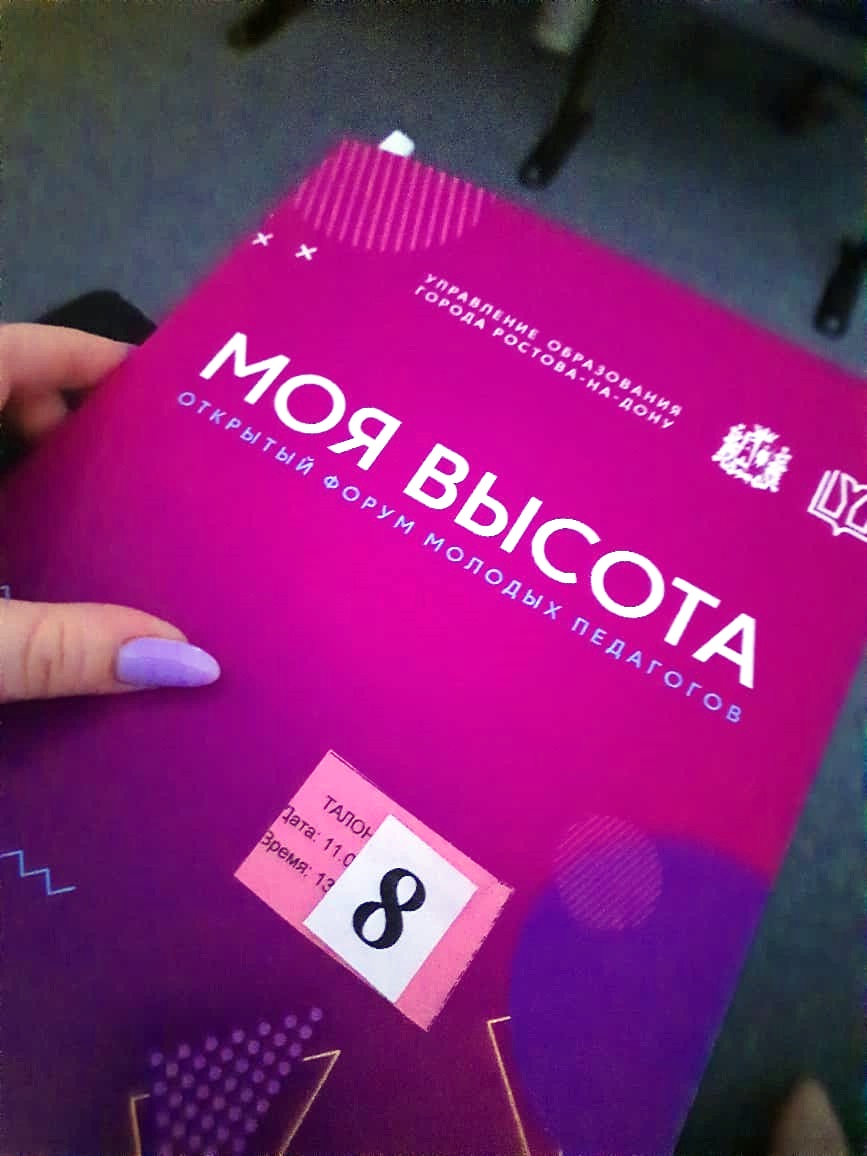 УПРАВЛЕНИЕ ОБРАЗОВАНИЯ
ГОРОДА РОСТОВА-НА-ДОНУ
МОЯ ВЫСОТА
ОТКРЫТЫЙ ФОРУМ МОЛОДЫХ ПЕДАГОГОВ
ТАЛОН
Дата: 11.0
Время: 13
8